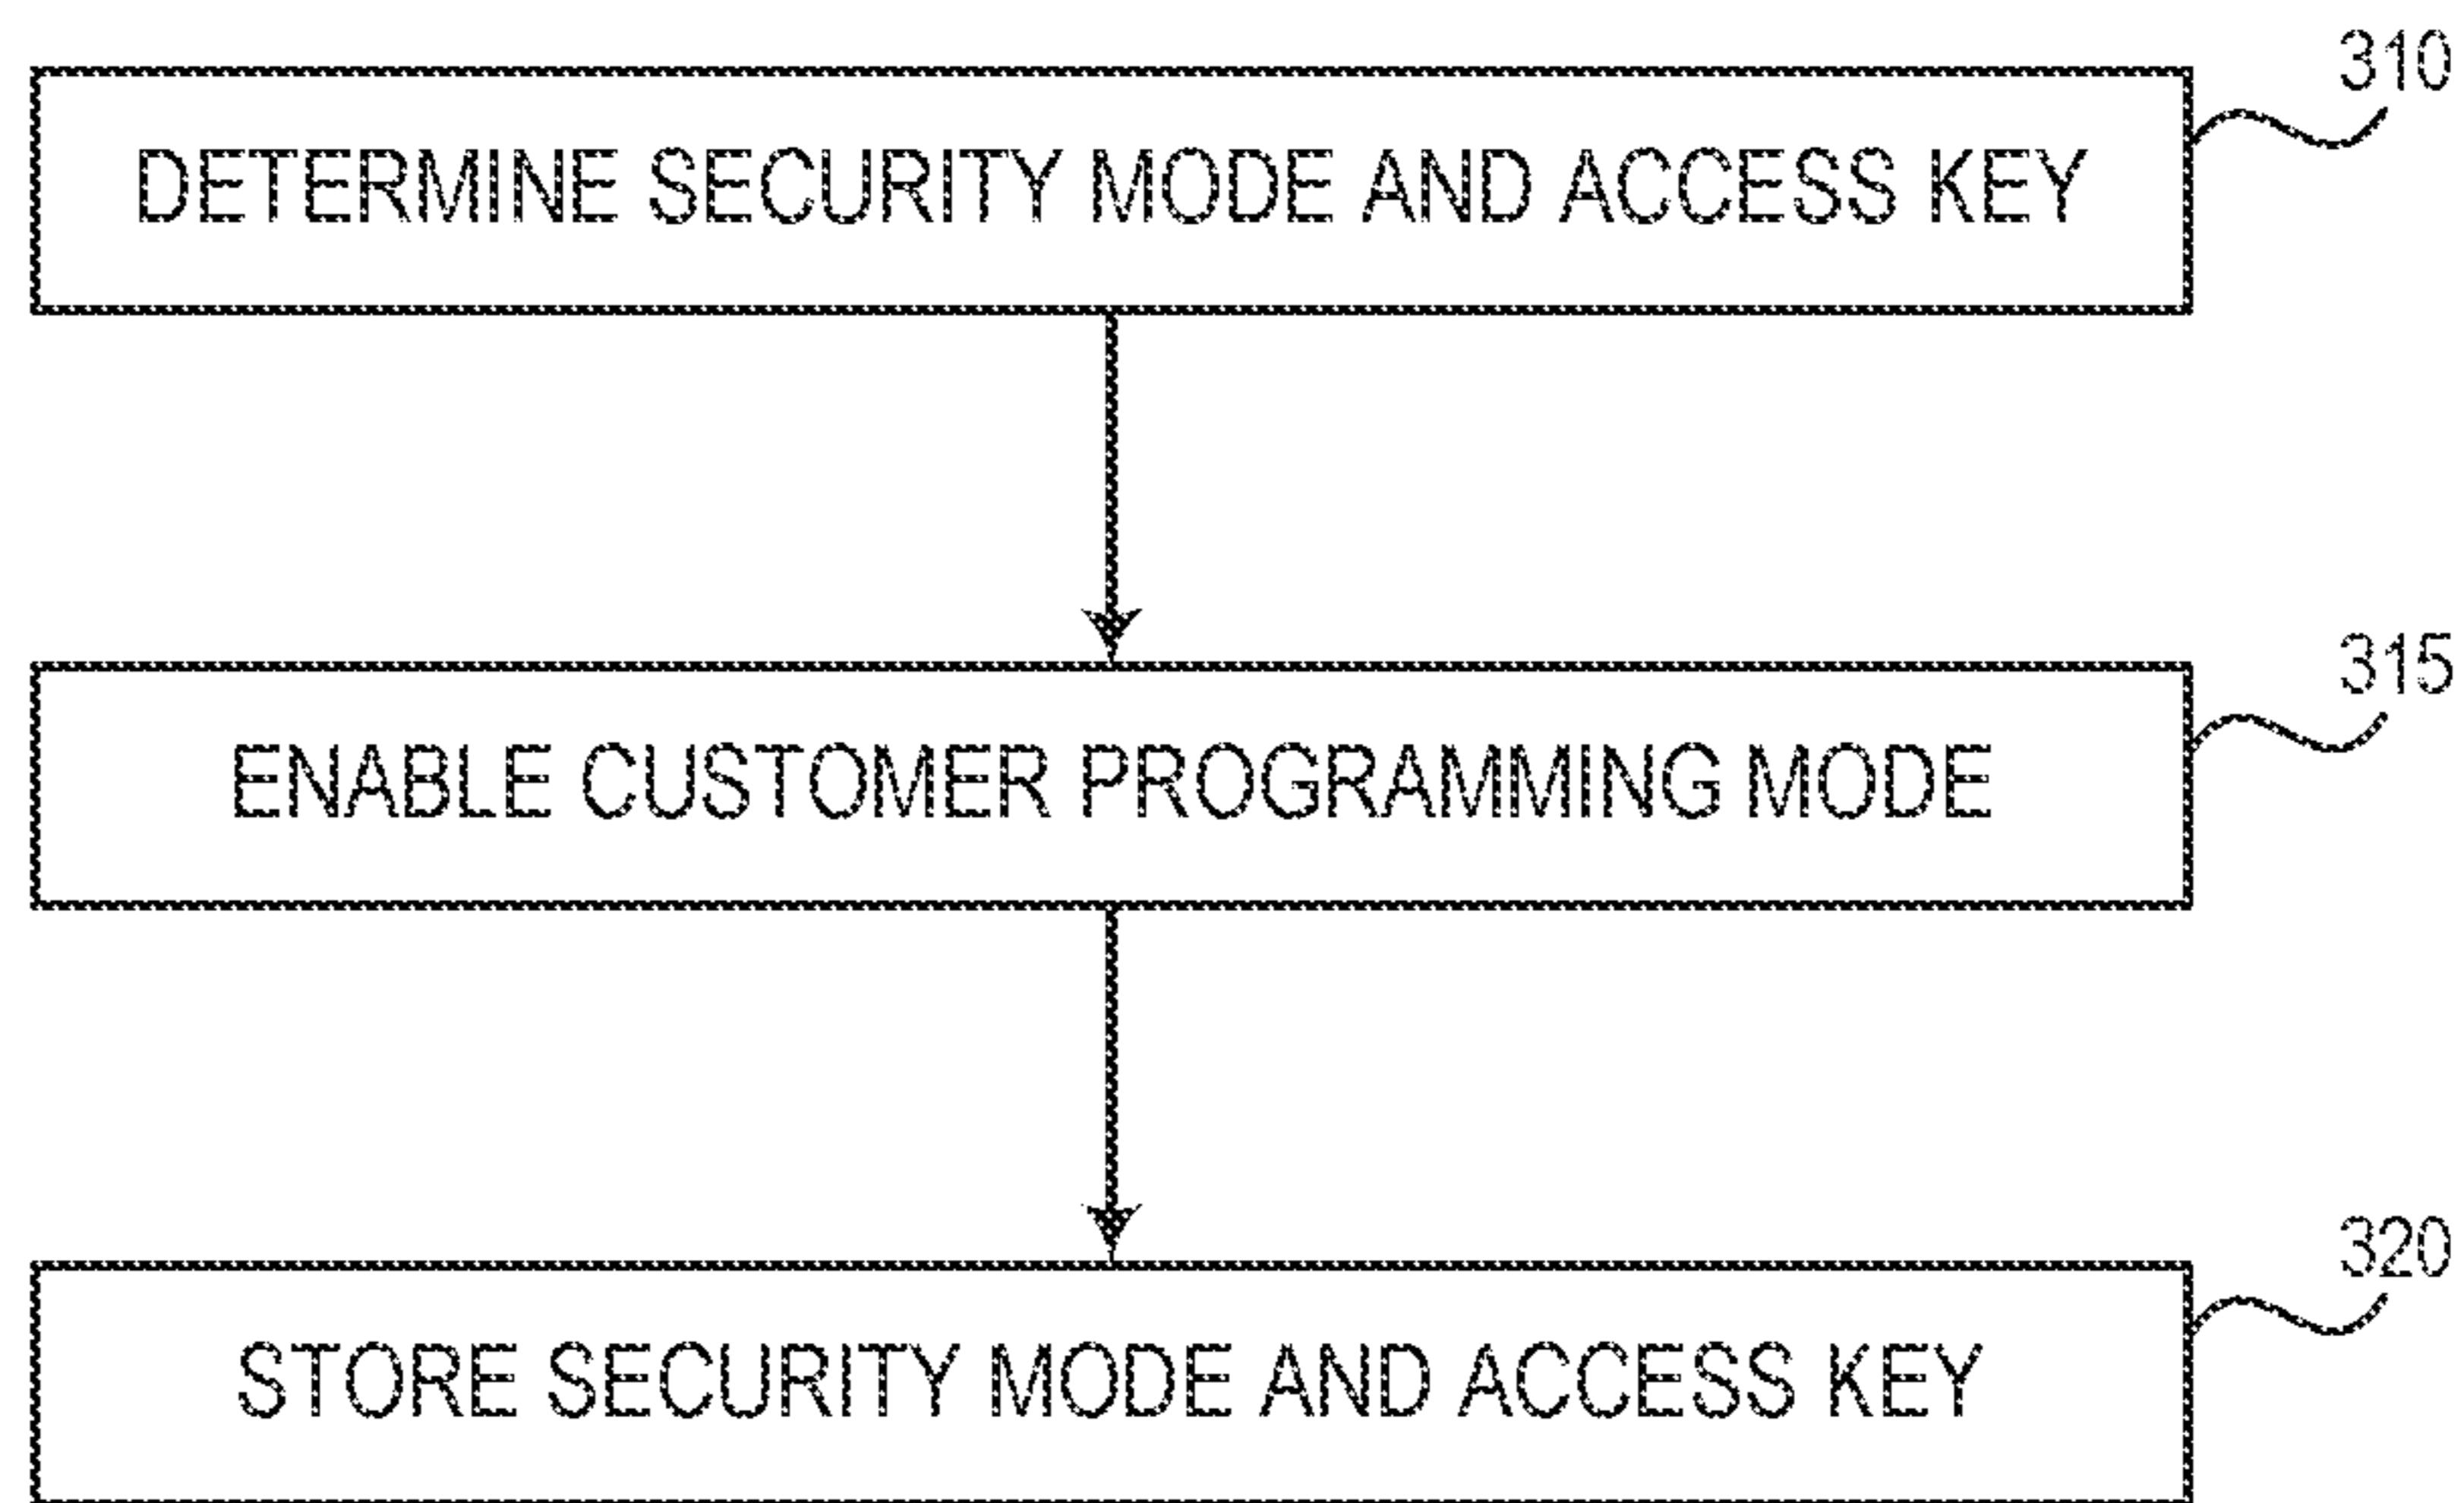 310
DETERMINE SECURITY MODE AND ACCESS KEY
315
ENABLE CUSTOMER PROGRAMMING MODE
320
STORE SECURITY MODE AND ACCESS KEY